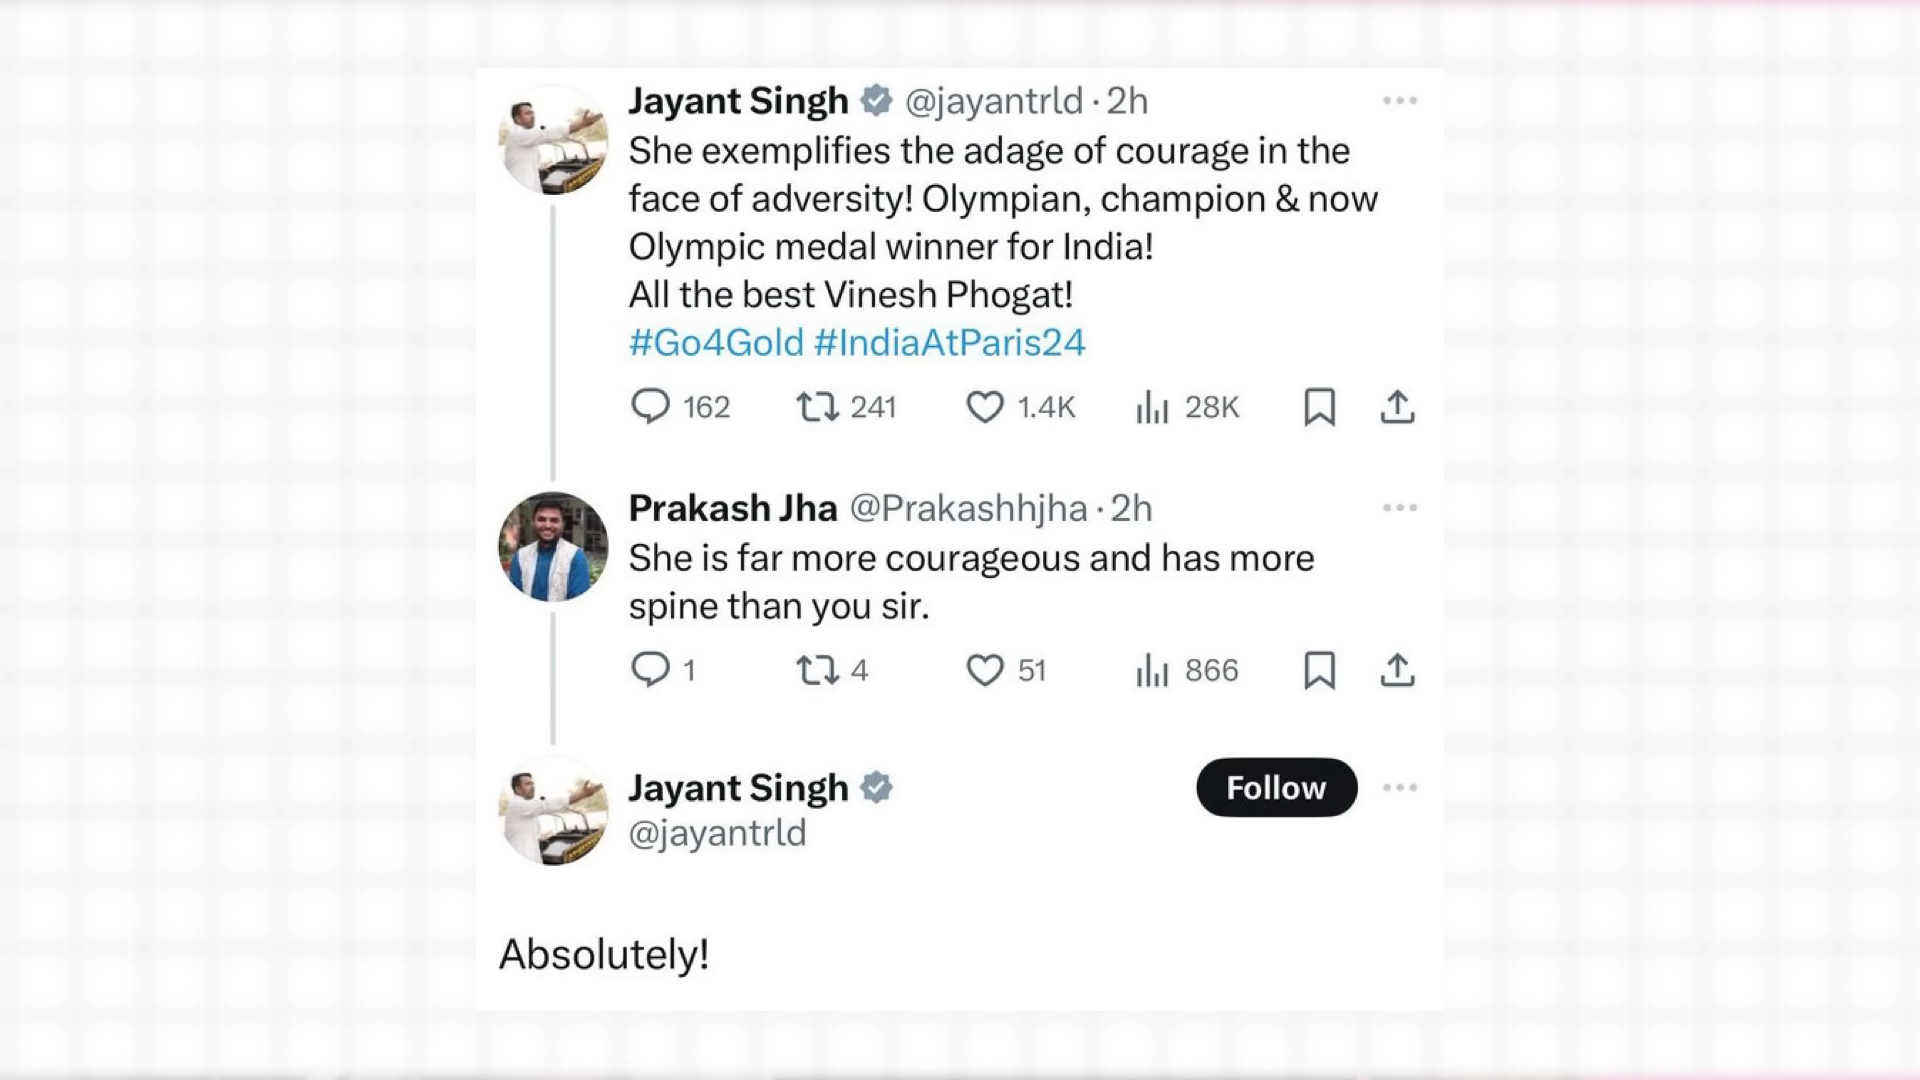 Jayant Singh @jayantrld · 2h
She exemplifies the adage of courage in the
face of adversity! Olympian, champion & now
Olympic medal winner for India!
All the best Vinesh Phogat!
#Go4Gold #IndiaAtParis24
162 241 1.4K 28K
Prakash Jha @Prakashhjha · 2h
She is far more courageous and has more
spine than you sir.
1 4 51 866
Jayant Singh Follow
@jayantrld
Absolutely!